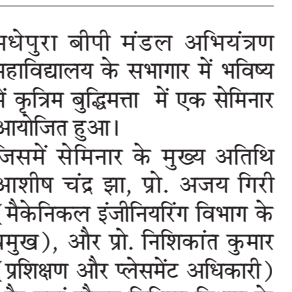 मधेपुरा बीपी मंडल अभियंत्रण
महाविद्यालय के सभागार में भविष्य
में कृत्रिम बुद्धिमत्ता में एक सेमिनार
आयोजित हुआ।
जिसमें सेमिनार के मुख्य अतिथि
आशीष चंद्र झा, प्रो. अजय गिरी
( मैकेनिकल इंजीनियरिंग विभाग के
प्रमुख), और प्रो. निशिकांत कुमार
( प्रशिक्षण और प्लेसमेंट अधिकारी)